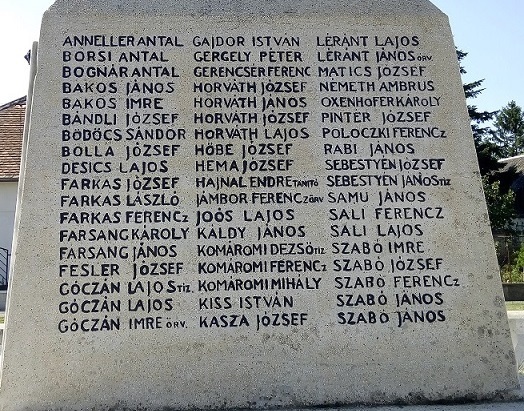 ANNELLER ANTAL
BORSI ANTAL
BOGNÁR ANTAL
BAKOS JÁNOS
BAKOS IMRE
BÁNDLI JÓZSEF
BÖDÖCS SÁNDOR
BOLLA JÓZSEF
DESICS LAJOS
FARKAS JÓZSEF
FARKAS LÁSZLÓ
FARKAS FERENCZ
FARSANG KÁROLY
FARSANG JÁNOS
FESLER JÓZSEF
GÓCZÁN LAJOS TIZ.
GÓCZÁN LAJOS
GÓCZÁN IMRE ÖRV.
GAJDOR ISTVÁN
GERGELY PÉTER
GERENCSÉR FERENC
HORVÁTH JÓZSEF
HORVÁTH JÁNOS
HORVÁTH JÓZSEF
HORVÁTH LAJOS
HÖBE JÓZSEF
HEMA JÓZSEF
HAJNAL ENDRE TANITÓ
JÁMBOR FERENCZ ÖRV.
JOÓS LAJOS
KÁLDY JÁNOS
KOMÁROMI DEZSŐ TIZ.
KOMÁROMI FERENCZ
KOMÁROMI MIHÁLY
KISS ISTVÁN
KASZA JÓZSEF
LÉRÁNT LAJOS
LÉRÁNT JÁNOS ÖRV.
MATICS JÓZSEF
NÉMETH AMBRUS
OXENHOFER KÁROLY
PINTÉR JÓZSEF
POLOCZKI FERENCZ
RABI JÁNOS
SEBESTYÉN JÓZSEF
SEBESTYÉN JÁNOS TIZ
SAMU JÁNOS
SALI FERENCZ
SALI LAJOS
SZABÓ IMRE
SZABÓ JÓZSEF
SZABÓ FERENCZ
SZABÓ JÁNOS
SZABÓ JÁNOS